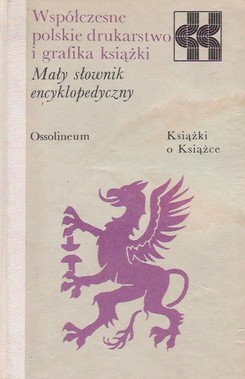 Współczesne
polskie drukarstwo
i grafika książki
Mały słownik
encyklopedyczny
Ossolineum
Książki
o Książce